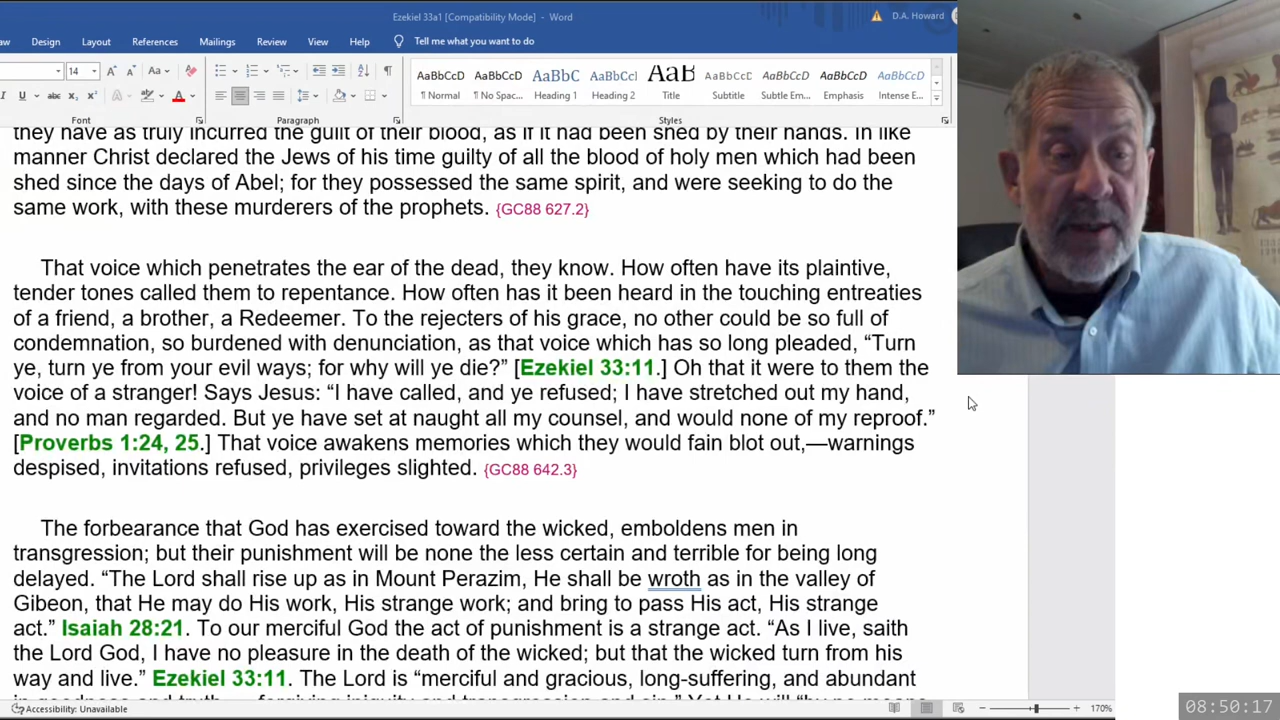 Ezekiel 33a1 [Compatibility Mode] - Word
D.A. Howard
aw Design Layout References Mailings Review View Help Tell me what you want to do
14 Aa
AaBbCcD AaBbCcD AaBbC AaBbCcI AaB AaBbCcD AaBbCcD AaBbCcD AaBbCcD
¶ Normal ¶ No Spac... Heading 1 Heading 2 Title Subtitle Subtle Em... Emphasis Intense E...
Font Paragraph Styles
they have as truly incurred the guilt of their blood, as if it had been shed by their hands. In like
manner Christ declared the Jews of his time guilty of all the blood of holy men which had been
shed since the days of Abel; for they possessed the same spirit, and were seeking to do the
same work, with these murderers of the prophets. {GC88 627.2}
That voice which penetrates the ear of the dead, they know. How often have its plaintive,
tender tones called them to repentance. How often has it been heard in the touching entreaties
of a friend, a brother, a Redeemer. To the rejecters of his grace, no other could be so full of
condemnation, so burdened with denunciation, as that voice which has so long pleaded, “Turn
ye, turn ye from your evil ways; for why will ye die?” [Ezekiel 33:11.] Oh that it were to them the
voice of a stranger! Says Jesus: “I have called, and ye refused; I have stretched out my hand,
and no man regarded. But ye have set at naught all my counsel, and would none of my reproof.”
[Proverbs 1:24, 25.] That voice awakens memories which they would fain blot out,—warnings
despised, invitations refused, privileges slighted. {GC88 642.3}
The forbearance that God has exercised toward the wicked, emboldens men in
transgression; but their punishment will be none the less certain and terrible for being long
delayed. “The Lord shall rise up as in Mount Perazim, He shall be wroth as in the valley of
Gibeon, that He may do His work, His strange work; and bring to pass His act, His strange
act.” Isaiah 28:21. To our merciful God the act of punishment is a strange act. “As I live, saith
the Lord God, I have no pleasure in the death of the wicked; but that the wicked turn from his
way and live.” Ezekiel 33:11. The Lord is “merciful and gracious, long-suffering, and abundant
in goodness and truth, ... forgiving iniquity and transgression and sin.” Yet He will “by no means
Accessibility: Unavailable
170%
08:50:17